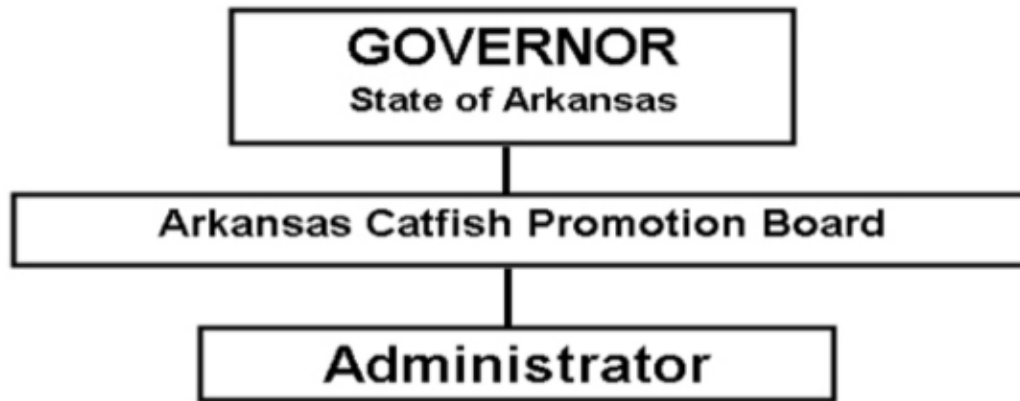 GOVERNOR
State of Arkansas
Arkansas Catfish Promotion Board
Administrator